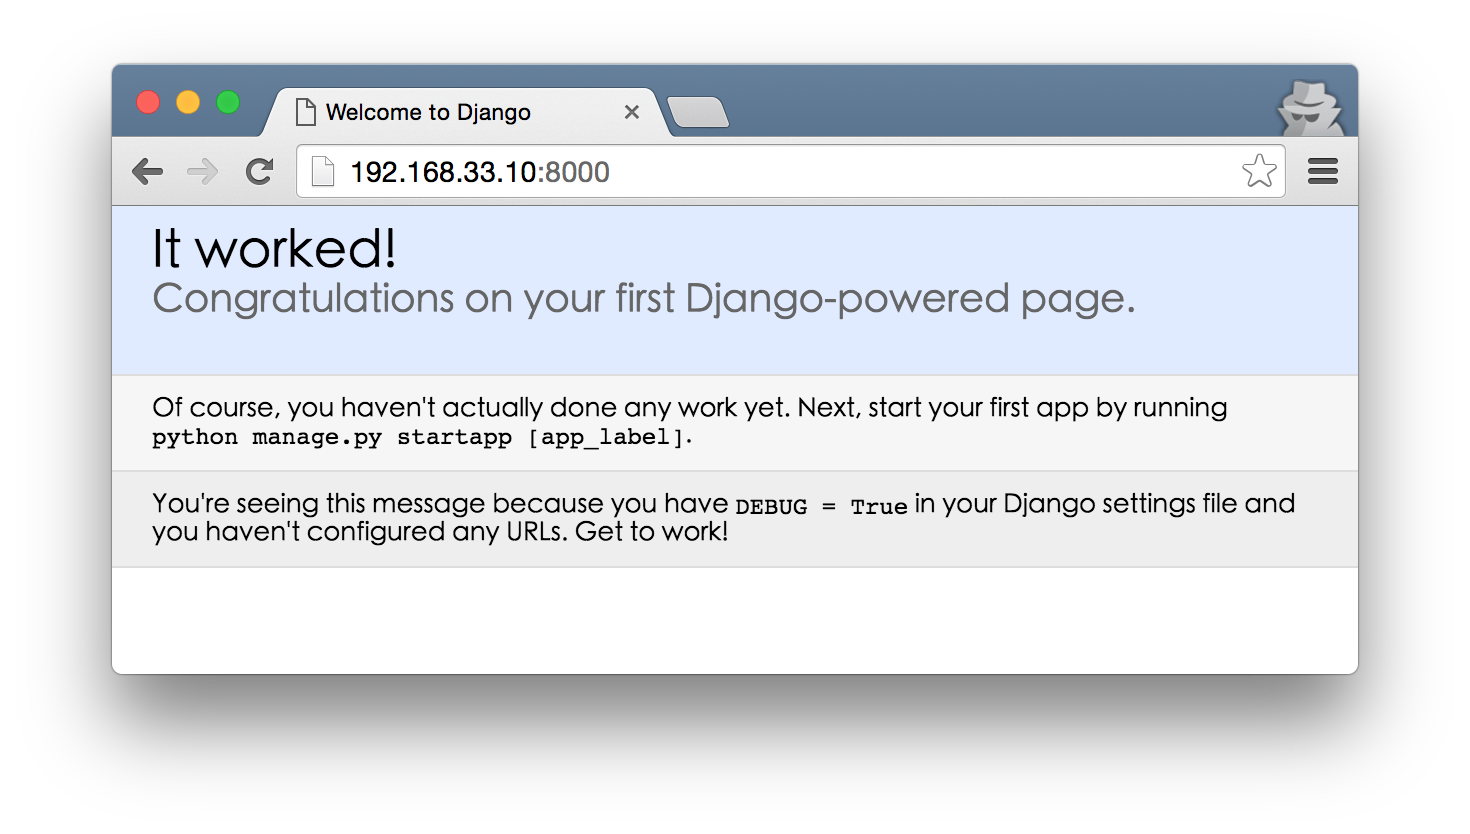 Welcome to Django
192.168.33.10:8000
It worked!
Congratulations on your first Django-powered page.
Of course, you haven't actually done any work yet. Next, start your first app by running
python manage.py startapp [app_label].
You're seeing this message because you have DEBUG = True in your Django settings file and
you haven't configured any URLs. Get to work!